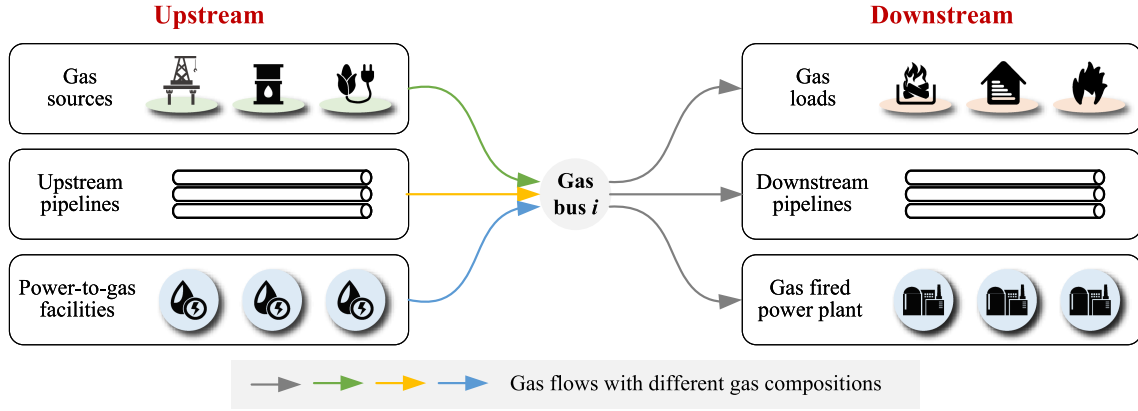 Upstream
Downstream
Gas
sources
Gas
loads
Upstream
pipelines
Gas
bus i
Downstream
pipelines
Power-to-gas
facilities
Gas fired
power plant
Gas flows with different gas compositions